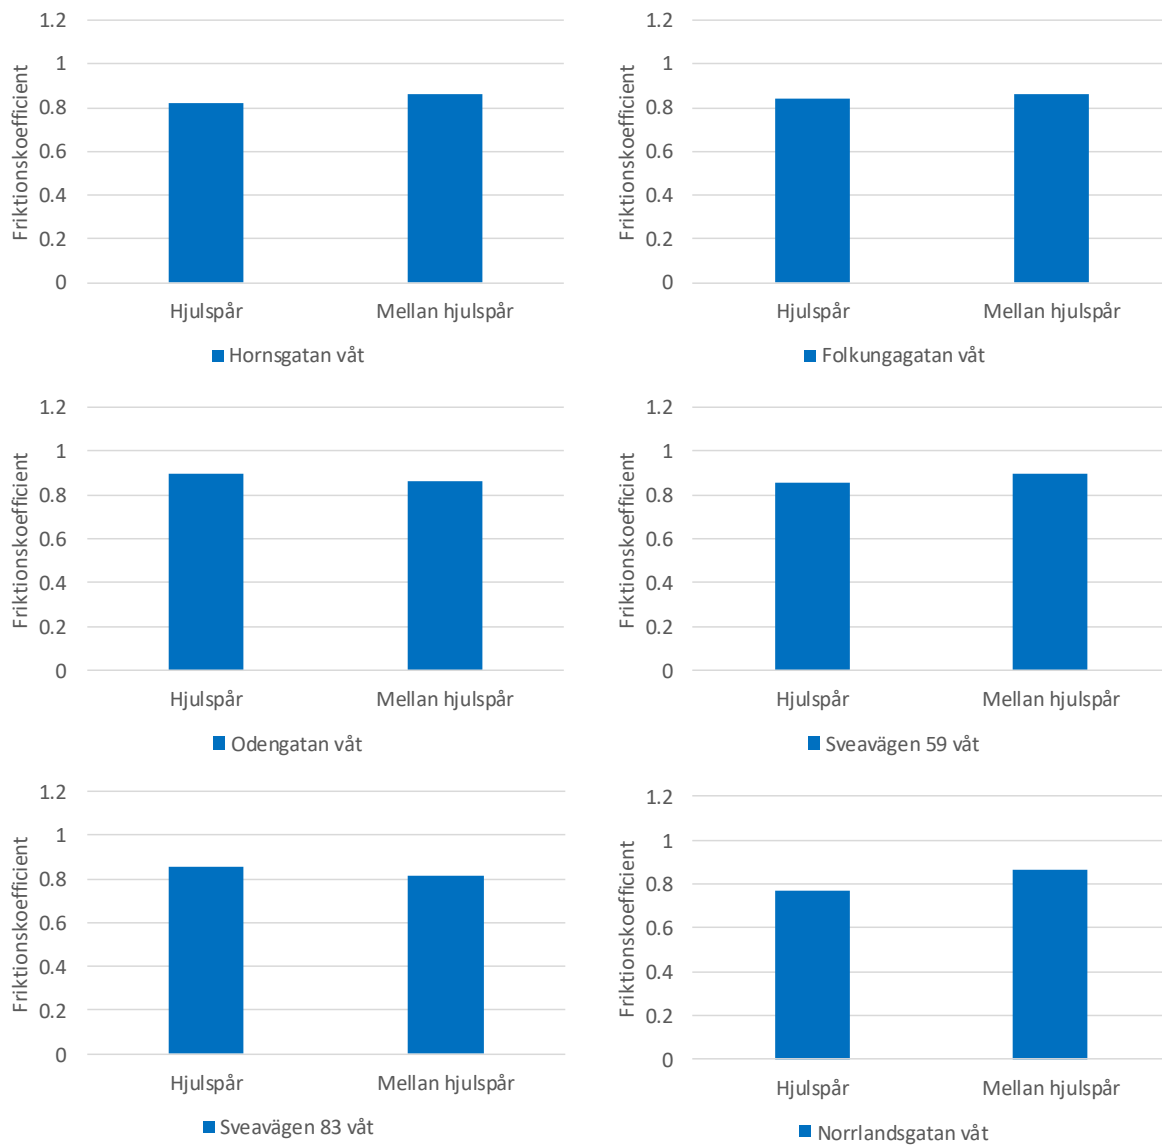 1.2
1
0.8
0.6
0.4
0.2
0
Friktionskoefficient
Hjulspår
Mellan hjulspår
Hornsgatan våt
1.2
1
0.8
0.6
0.4
0.2
0
Friktionskoefficient
Hjulspår
Mellan hjulspår
Folkungagatan våt
1.2
1
0.8
0.6
0.4
0.2
0
Friktionskoefficient
Hjulspår
Mellan hjulspår
Odengatan våt
1.2
1
0.8
0.6
0.4
0.2
0
Friktionskoefficient
Hjulspår
Mellan hjulspår
Sveavägen 59 våt
1.2
1
0.8
0.6
0.4
0.2
0
Friktionskoefficient
Hjulspår
Mellan hjulspår
Sveavägen 83 våt
1.2
1
0.8
0.6
0.4
0.2
0
Friktionskoefficient
Hjulspår
Mellan hjulspår
Norrlandsgatan våt